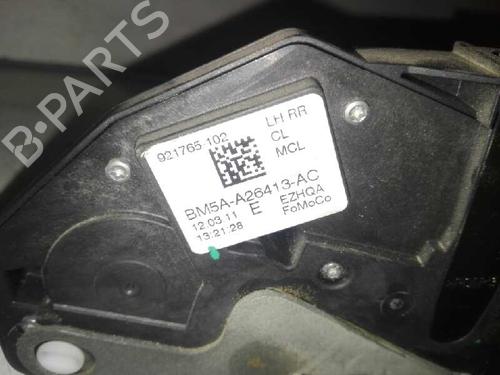 B-PARTS
921765-102
LH RR
CL
MCL
BM5A-A26413-AC
12.03.11 E EZHQA
13:21:28 FoMoCo